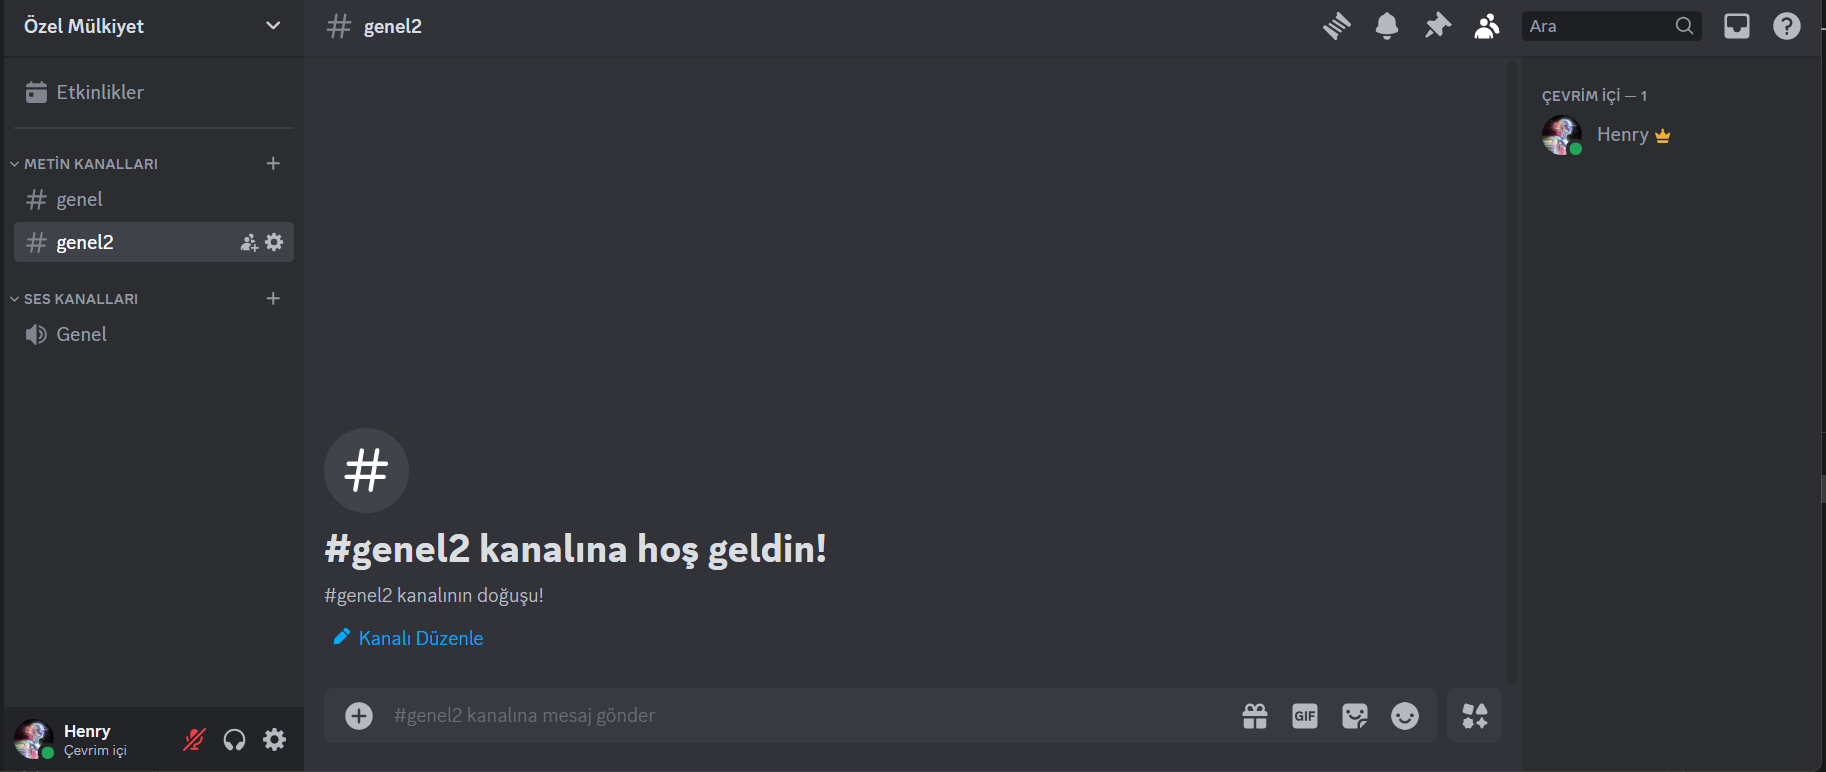 Özel Mülkiyet
Etkinlikler
METİN KANALLARI
genel
genel2
SES KANALLARI
Genel
Henry
Çevrim içi
genel2
Ara
#genel2 kanalına hoş geldin!
#genel2 kanalının doğuşu!
Kanalı Düzenle
#genel2 kanalına mesaj gönder
GIF
ÇEVRİM İÇİ — 1
Henry